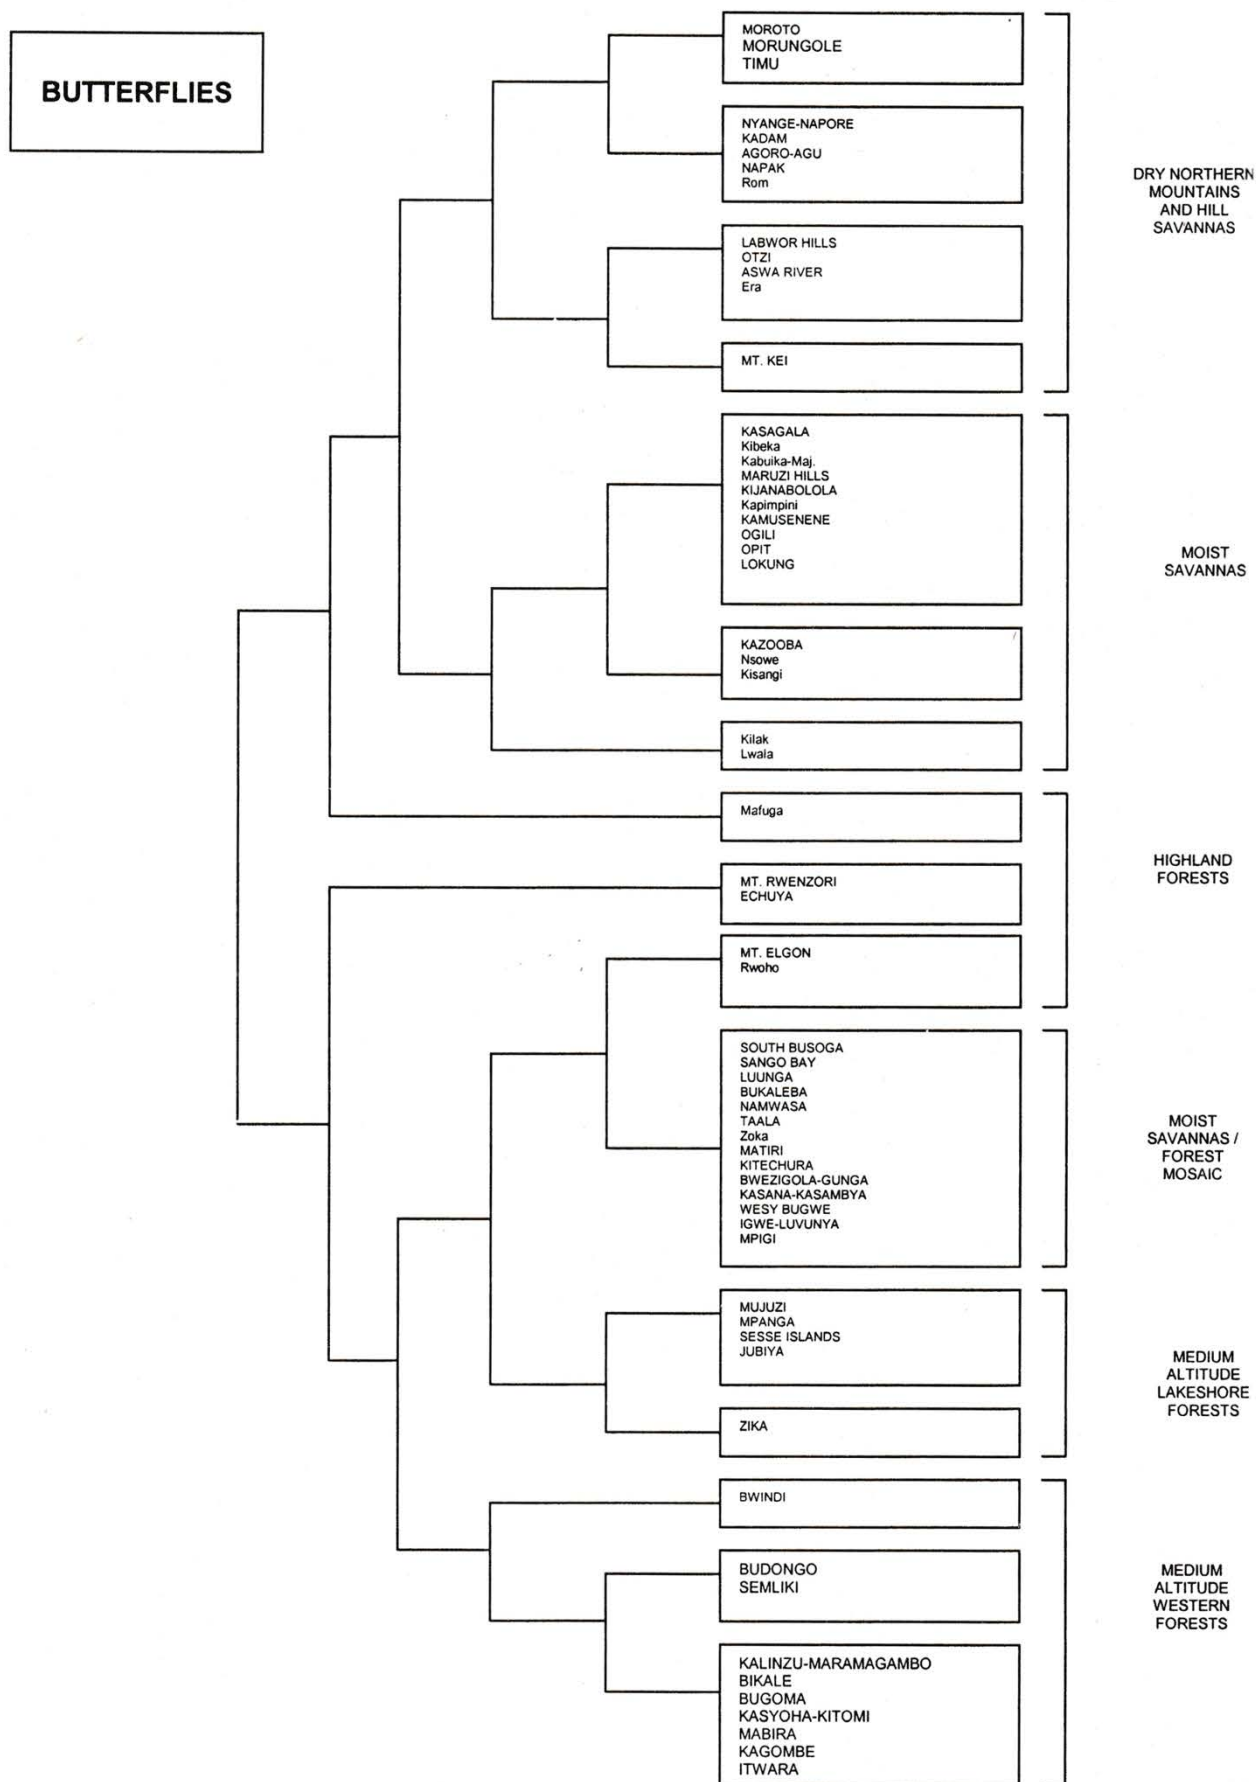 BUTTERFLIES
MOROTO
MORUNGOLE
TIMU
NYANGE-NAPORE
KADAM
AGORO-AGU
NAPAK
Rom
LABWOR HILLS
OTZI
ASWA RIVER
Era
MT. KEI
DRY NORTHERN
MOUNTAINS
AND HILL
SAVANNAS
KASAGALA
Kibeka
Kabuika-Maj.
MARUZI HILLS
KIJANABOLOLA
Kapimpini
KAMUSENENE
OGILI
OPIT
LOKUNG
KAZOOBA
Nsowe
Kisangi
Kilak
Lwala
MOIST
SAVANNAS
Mafuga
MT. RWENZORI
ECHUYA
MT. ELGON
Rwoho
HIGHLAND
FORESTS
SOUTH BUSOGA
SANGO BAY
LUUNGA
BUKALEBA
NAMWASA
TAALA
Zoka
MATIRI
KITECHURA
BWEZIGOLA-GUNGA
KASANA-KASAMBYA
WESY BUGWE
IGWE-LUVUNYA
MPIGI
MOIST
SAVANNAS /
FOREST
MOSAIC
MUJUZI
MPANGA
SESSE ISLANDS
JUBIYA
ZIKA
MEDIUM
ALTITUDE
LAKESHORE
FORESTS
BWINDI
BUDONGO
SEMLIKI
KALINZU-MARAMAGAMBO
BIKALE
BUGOMA
KASYOHA-KITOMI
MABIRA
KAGOMBE
ITWARA
MEDIUM
ALTITUDE
WESTERN
FORESTS